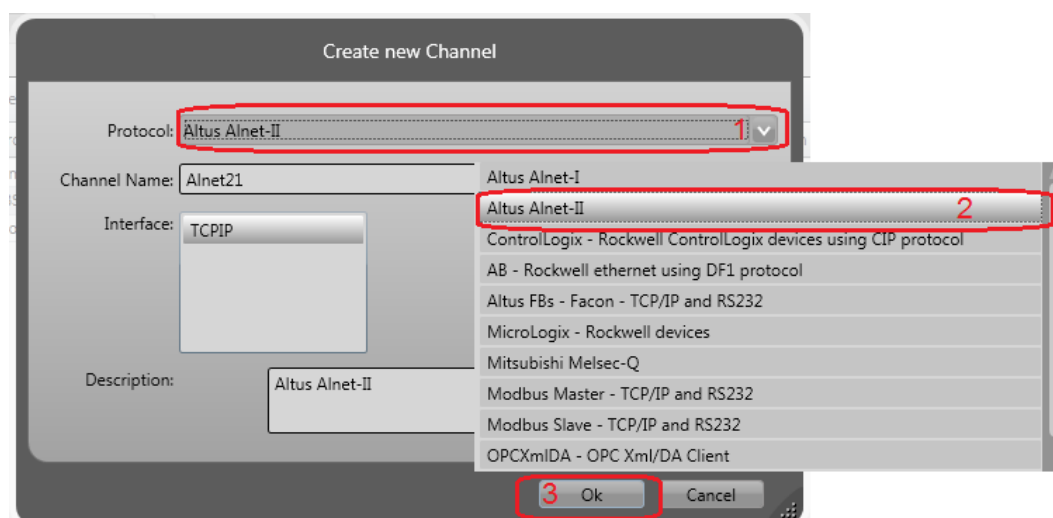 Create new Channel
Protocol: Altus Alnet-II 1
Channel Name: Alnet21
Altus Alnet-I
Altus Alnet-II 2
Interface: TCPIP
ControlLogix - Rockwell ControlLogix devices using CIP protocol
AB - Rockwell ethernet using DF1 protocol
Altus FBs - Facon - TCP/IP and RS232
MicroLogix - Rockwell devices
Mitsubishi Melsec-Q
Description: Altus Alnet-II
Modbus Master - TCP/IP and RS232
Modbus Slave - TCP/IP and RS232
OPCXmlDA - OPC Xml/DA Client
3 Ok Cancel